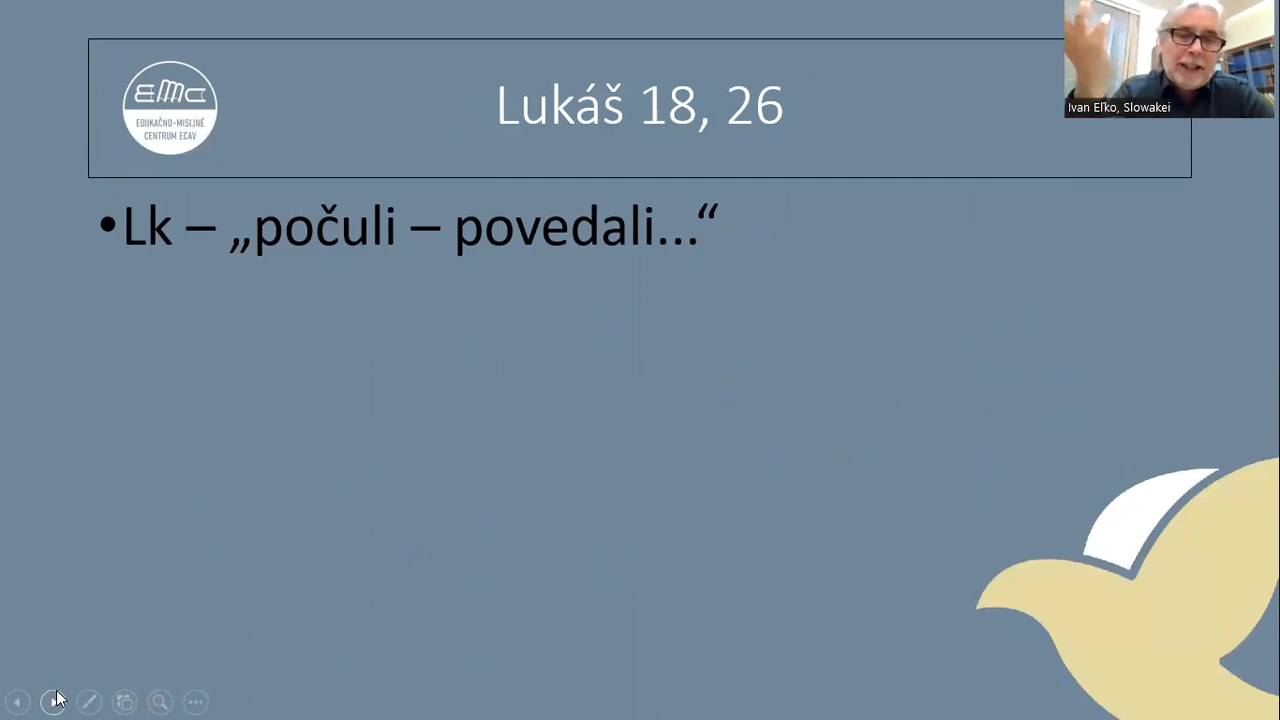 EMC
EDUKAČNO-MISIJNÉ
CENTRUM ECAV
Lukáš 18, 26
Ivan Eľko, Slowakei
•Lk – „počuli – povedali...“